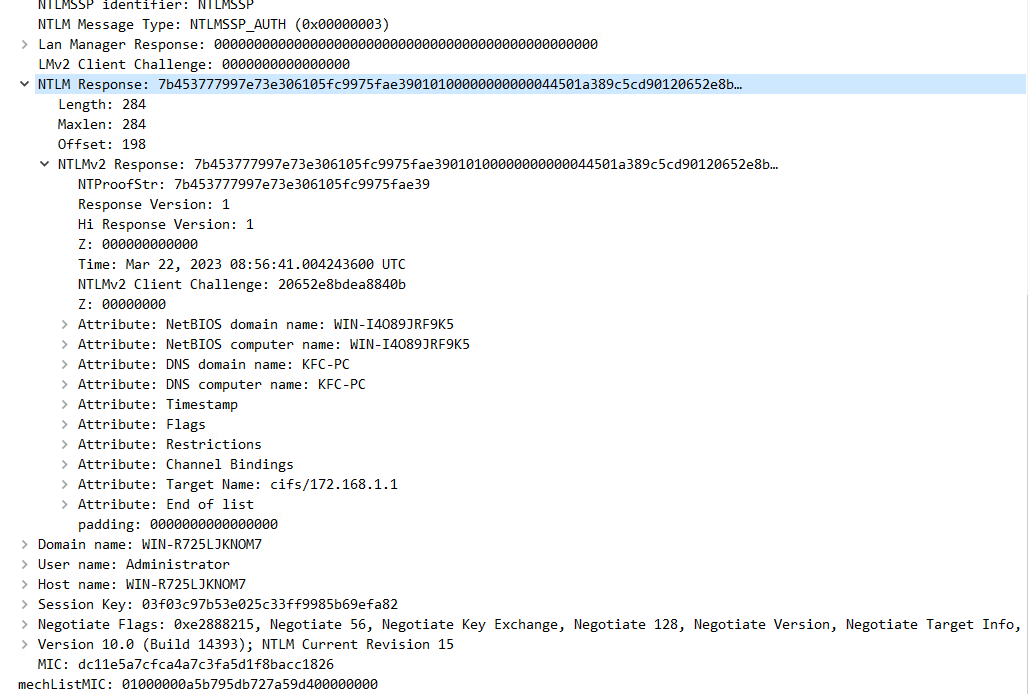 NTLMSSP identifier: NTLMSSP
NTLM Message Type: NTLMSSP_AUTH (0x00000003)
Lan Manager Response: 000000000000000000000000000000000000000000000000
LMv2 Client Challenge: 0000000000000000
NTLM Response: 7b453777997e73e306105fc9975fae390101000000000000044501a389c5cd90120652e8b…
Length: 284
Maxlen: 284
Offset: 198
NTLMv2 Response: 7b453777997e73e306105fc9975fae390101000000000000044501a389c5cd90120652e8b…
NTProofStr: 7b453777997e73e306105fc9975fae39
Response Version: 1
Hi Response Version: 1
Z: 000000000000
Time: Mar 22, 2023 08:56:41.004243600 UTC
NTLMv2 Client Challenge: 20652e8bdea8840b
Z: 00000000
Attribute: NetBIOS domain name: WIN-I4O89JRF9K5
Attribute: NetBIOS computer name: WIN-I4O89JRF9K5
Attribute: DNS domain name: KFC-PC
Attribute: DNS computer name: KFC-PC
Attribute: Timestamp
Attribute: Flags
Attribute: Restrictions
Attribute: Channel Bindings
Attribute: Target Name: cifs/172.168.1.1
Attribute: End of list
padding: 0000000000000000
Domain name: WIN-R725LJKNOM7
User name: Administrator
Host name: WIN-R725LJKNOM7
Session Key: 03f03c97b53e025c33ff9985b69efa82
Negotiate Flags: 0xe2888215, Negotiate 56, Negotiate Key Exchange, Negotiate 128, Negotiate Version, Negotiate Target Info,
Version 10.0 (Build 14393); NTLM Current Revision 15
MIC: dc11e5a7cfca4a7c3fa5d1f8bacc1826
mechListMIC: 01000000a5b795db727a59d400000000